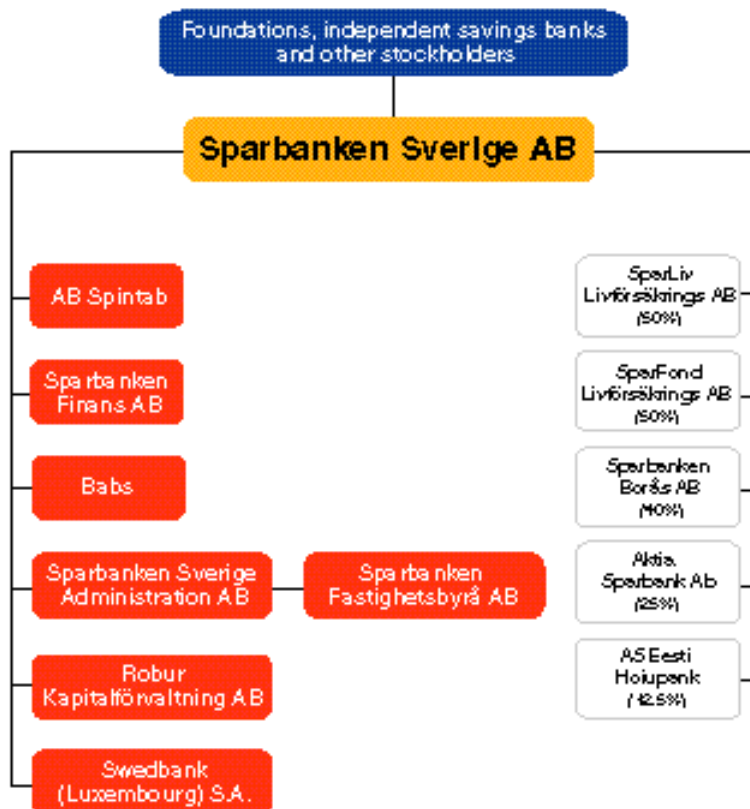 Foundations, independent savings banks
and other stockholders
Sparbanken Sverige AB
AB Spintab
Sparbanken
Finans AB
Babs
Sparbanken Sverige
Administration AB
Sparbanken
Fastighetsbyrå AB
Robur
Kapitalförvaltning AB
Swedbank
(Luxembourg) S.A.
SparLiv
Livförsäkrings AB
(50%)
SparFond
Livförsäkrings AB
(50%)
Sparbanken
Borås AB
(40%)
Aktia
Sparbank Ab
(25%)
AS Eesti
Hoiupank
(12.5%)